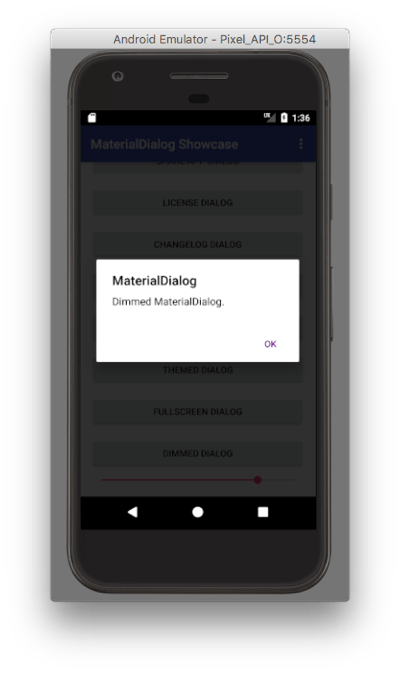 Android Emulator - Pixel_API_O:5554
1:36
MaterialDialog Showcase
LICENSE DIALOG
CHANGELOG DIALOG
MaterialDialog
Dimmed MaterialDialog.
OK
THEMED DIALOG
FULLSCREEN DIALOG
DIMMED DIALOG